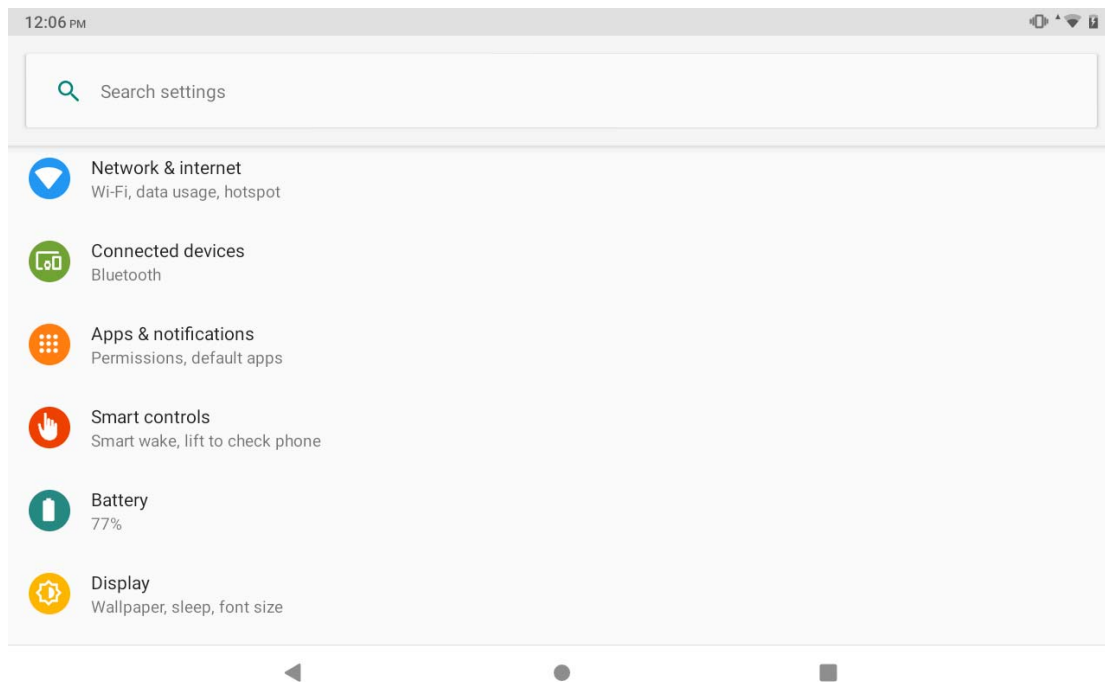 12:06 PM
Search settings
Network & internet
Wi-Fi, data usage, hotspot
Connected devices
Bluetooth
Apps & notifications
Permissions, default apps
Smart controls
Smart wake, lift to check phone
Battery
77%
Display
Wallpaper, sleep, font size